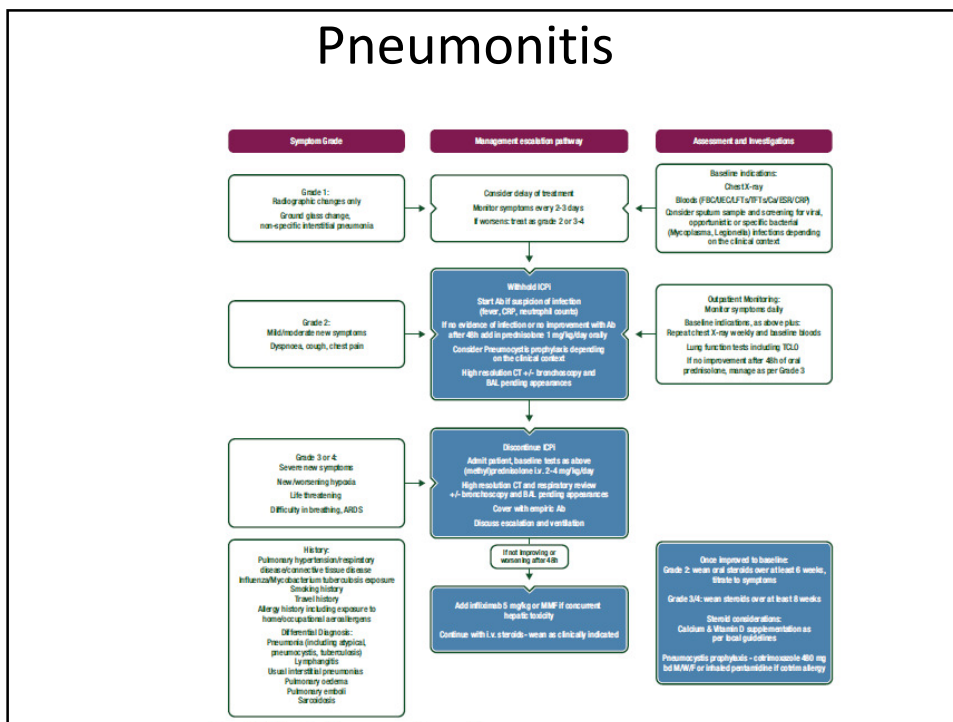 Pneumonitis
Symptom Grade
Management escalation pathway
Assessment and Investigations
Grade 1:
Radiographic changes only
Ground glass change,
non-specific interstitial pneumonia
Consider delay of treatment
Monitor symptoms every 2-3 days
If worsens: treat as grade 2 or 3-4
Baseline indications:
Chest X-ray
Bloods (FBC/UEC/LFTs/TFTs/Ca/ESR/CRP)
Consider sputum sample and screening for viral,
opportunistic or specific bacterial
(Mycoplasma, Legionella) infections depending
on the clinical context
Grade 2:
Mild/moderate new symptoms
Dyspnoea, cough, chest pain
Withhold ICPi
Start Ab if suspicion of infection
(fever, CRP, neutrophil counts)
If no evidence of infection or no improvement with Ab
after 48h add in prednisolone 1 mg/kg/day orally
Consider Pneumocystis prophylaxis depending
on the clinical context
High resolution CT +/- bronchoscopy and
BAL pending appearances
Outpatient Monitoring:
Monitor symptoms daily
Baseline indications, as above plus:
Repeat chest X-ray weekly and baseline bloods
Lung function tests including TCLO
If no improvement after 48h of oral
prednisolone, manage as per Grade 3
Grade 3 or 4:
Severe new symptoms
New/worsening hypoxia
Life threatening
Difficulty in breathing, ARDS
Discontinue ICPi
Admit patient, baseline tests as above
(methyl)prednisolone i.v. 2-4 mg/kg/day
High resolution CT and respiratory review
+/- bronchoscopy and BAL pending appearances
Cover with empiric Ab
Discuss escalation and ventilation
If not improving or
worsening after 48h
Add infliximab 5 mg/kg or MMF if concurrent
hepatic toxicity
Continue with i.v. steroids - wean as clinically indicated
History:
Pulmonary hypertension/respiratory
disease/connective tissue disease
Influenza/Mycobacterium tuberculosis exposure
Smoking history
Travel history
Allergy history including exposure to
home/occupational aeroallergens
Differential Diagnosis:
Pneumonia (including atypical,
pneumocystis, tuberculosis)
Lymphangitis
Usual interstitial pneumonias
Pulmonary oedema
Pulmonary emboli
Sarcoidosis
Once improved to baseline:
Grade 2: wean oral steroids over at least 6 weeks,
titrate to symptoms
Grade 3/4: wean steroids over at least 8 weeks
Steroid considerations:
Calcium & Vitamin D supplementation as
per local guidelines
Pneumocystis prophylaxis - cotrimoxazole 480 mg
bd M/W/F or inhaled pentamidine if cotrim allergy